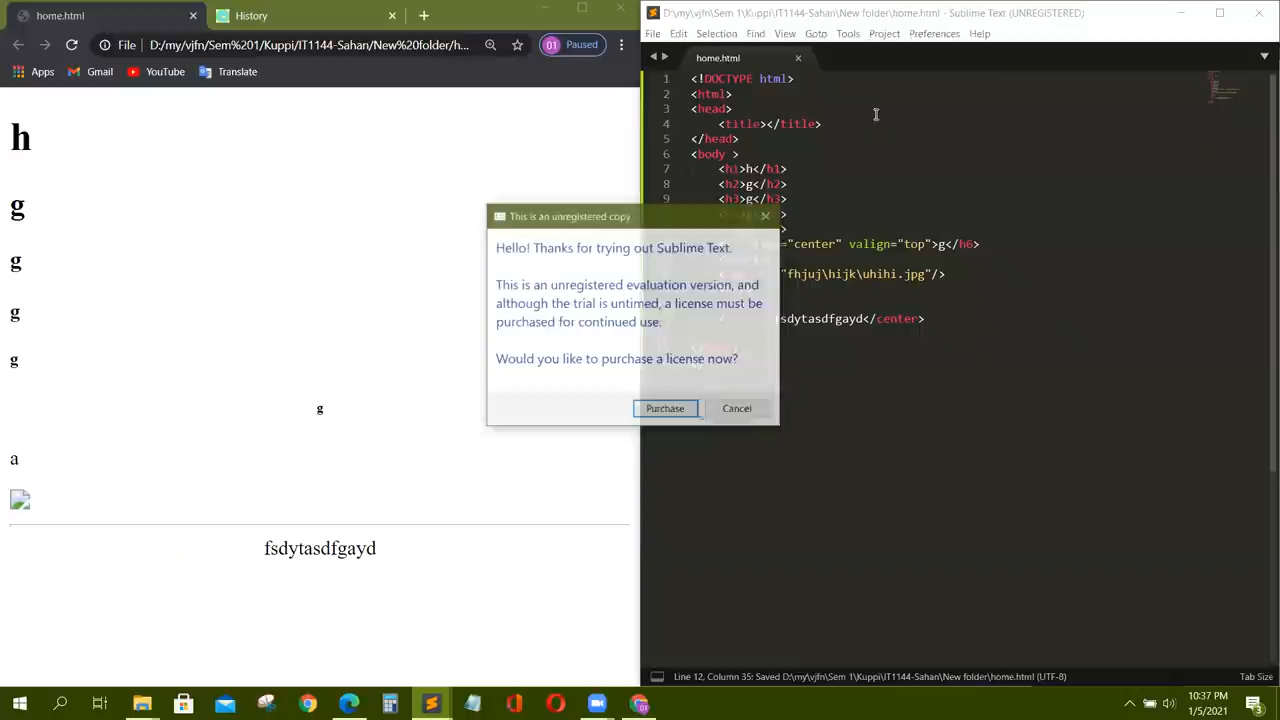 home.html
History
File
D:/my/vjfn/Sem%201/Kuppi/IT1144-Sahan/New%20folder/h...
01 Paused
Apps
Gmail
YouTube
Translate
h
g
g
g
g
g
a
fsdytasdfgayd
D:\my\vjfn\Sem 1\Kuppi\IT1144-Sahan\New folder\home.html - Sublime Text (UNREGISTERED)
File Edit Selection Find View Goto Tools Project Preferences Help
home.html
1 <!DOCTYPE html>
2 <html>
3 <head>
4 <title></title>
5 </head>
6 <body >
7 <h1>h</h1>
8 <h2>g</h2>
9 <h3>g</h3>
="center" valign="top">g</h6>
"fhjuj\hijk\uhihi.jpg"/>
sdytasdfgayd</center>
This is an unregistered copy
Hello! Thanks for trying out Sublime Text.
This is an unregistered evaluation version, and
although the trial is untimed, a license must be
purchased for continued use.
Would you like to purchase a license now?
Purchase
Cancel
Line 12, Column 35: Saved D:\my\vjfn\Sem 1\Kuppi\IT1144-Sahan\New folder\home.html (UTF-8)
Tab Size
01
10:37 PM
1/5/2021
3